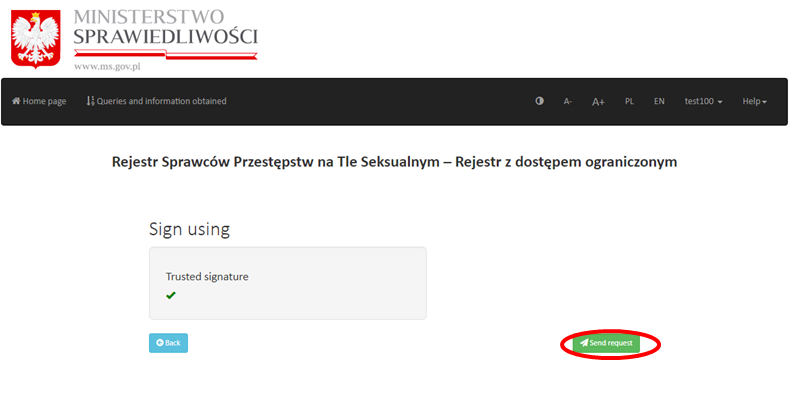 MINISTERSTWO
SPRAWIEDLIWOŚCI
www.ms.gov.pl
Home page Queries and information obtained A- A+ PL EN test100 Help
Rejestr Sprawców Przestępstw na Tle Seksualnym – Rejestr z dostępem ograniczonym
Sign using
Trusted signature
Back Send request